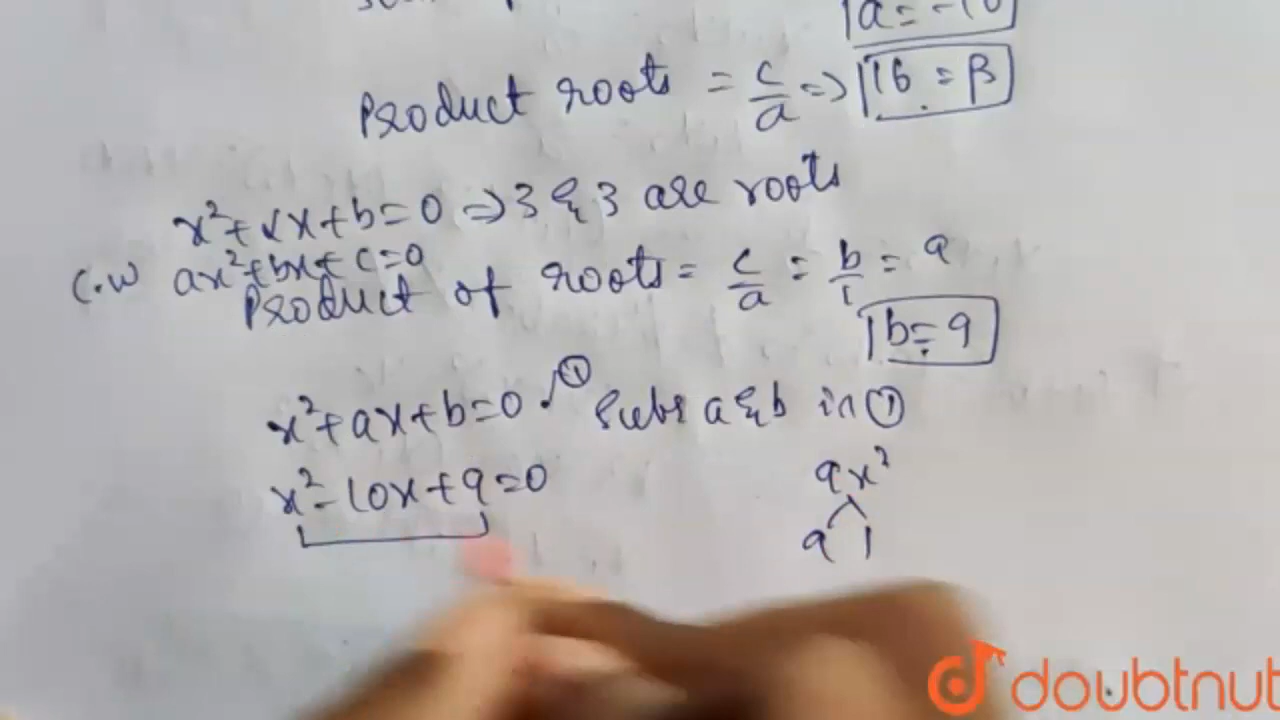 a = -10
Product roots = c/a => 16 = β
x² + αx + b = 0 => 3 & 3 are roots
C.W ax² + bx + c = 0
Product of roots = c/a = b/1 = 9
b = 9
x² + ax + b = 0. ① Subs a & b in ①
x² - 10x + 9 = 0
9x²
9 1
doubtnut